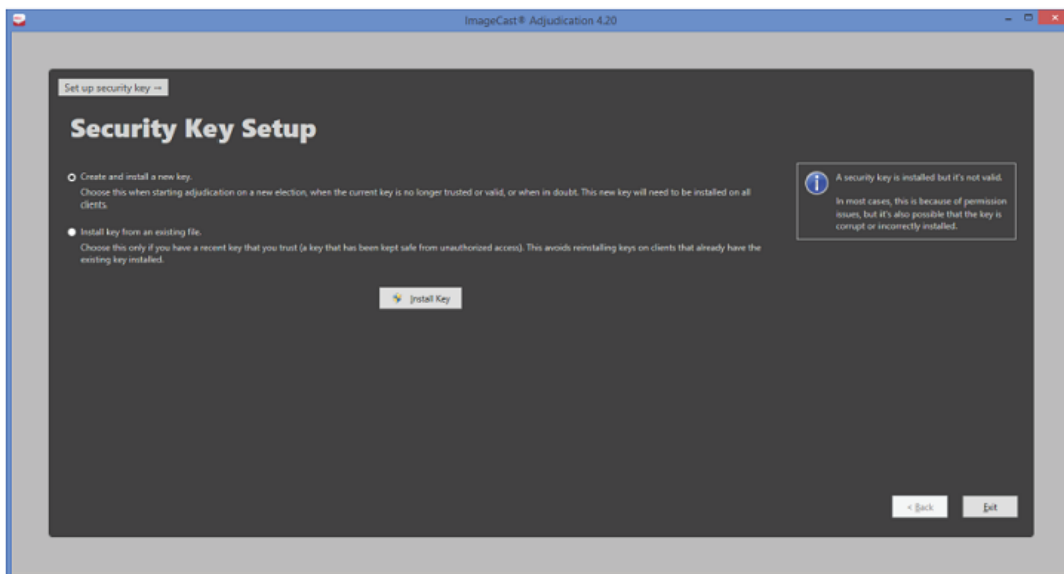 ImageCast® Adjudication 4.20
Set up security key →
Security Key Setup
Create and install a new key.
Choose this when starting adjudication on a new election, when the current key is no longer trusted or valid, or when in doubt. This new key will need to be installed on all
clients.
Install key from an existing file.
Choose this only if you have a recent key that you trust (a key that has been kept safe from unauthorized access). This avoids reinstalling keys on clients that already have the
existing key installed.
Install Key
A security key is installed but it's not valid.
In most cases, this is because of permission
issues, but it's also possible that the key is
corrupt or incorrectly installed.
< Back
Exit